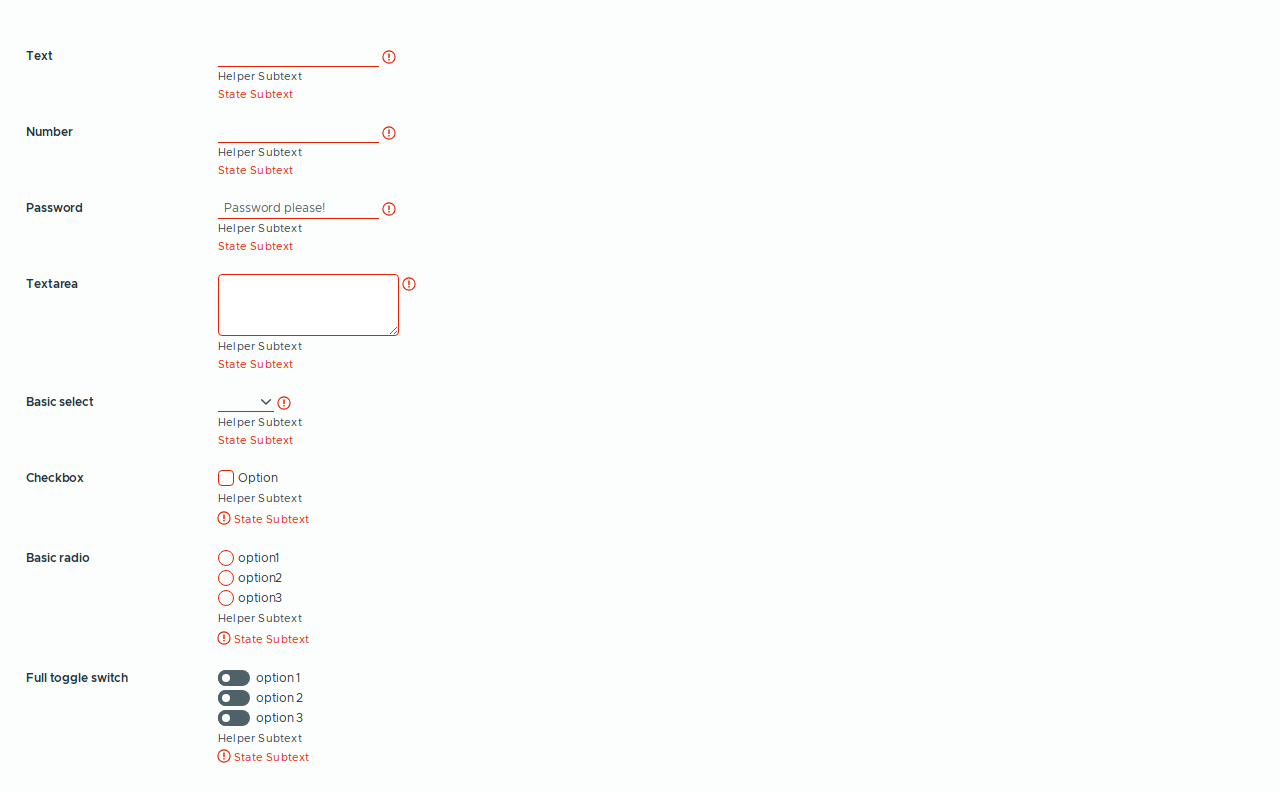 Text
Helper Subtext
State Subtext
Number
Helper Subtext
State Subtext
Password
Password please!
Helper Subtext
State Subtext
Textarea
Helper Subtext
State Subtext
Basic select
Helper Subtext
State Subtext
Checkbox
Option
Helper Subtext
State Subtext
Basic radio
option1
option2
option3
Helper Subtext
State Subtext
Full toggle switch
option 1
option 2
option 3
Helper Subtext
State Subtext